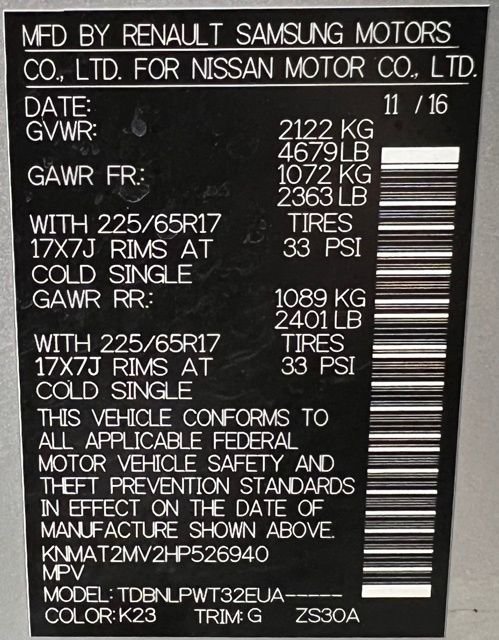 MFD BY RENAULT SAMSUNG MOTORS
CO., LTD. FOR NISSAN MOTOR CO., LTD.
DATE: 11 / 16
GVWR: 2122 KG
4679 LB
GAWR FR.: 1072 KG
2363 LB
WITH 225/65R17 TIRES
17X7J RIMS AT 33 PSI
COLD SINGLE
GAWR RR.: 1089 KG
2401 LB
WITH 225/65R17 TIRES
17X7J RIMS AT 33 PSI
COLD SINGLE
THIS VEHICLE CONFORMS TO
ALL APPLICABLE FEDERAL
MOTOR VEHICLE SAFETY AND
THEFT PREVENTION STANDARDS
IN EFFECT ON THE DATE OF
MANUFACTURE SHOWN ABOVE.
KNMAT2MV2HP526940
MPV
MODEL: TDBNLPWT32EUA-----
COLOR: K23 TRIM: G ZS30A